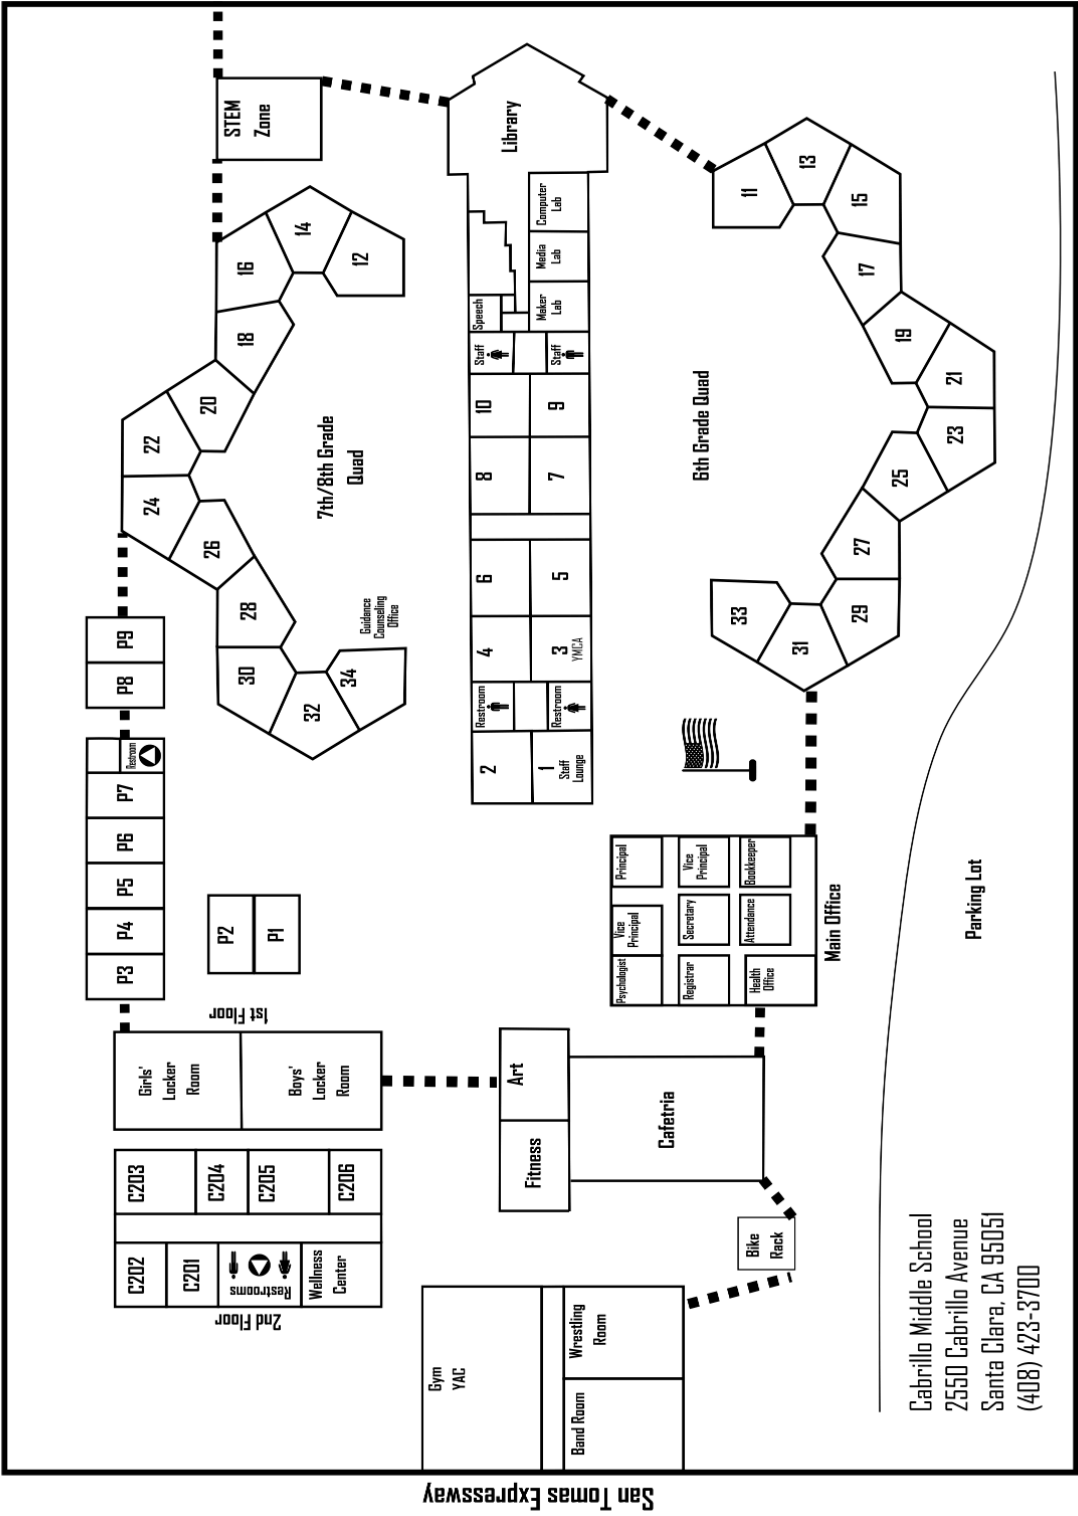 STEM
Zone
Library
Computer
Lab
Media
Lab
Maker
Lab
Speech
Staff
Staff
10
9
8
7
6
5
4
3
YMCA
Restroom
Restroom
2
1
Staff
Lounge
11
13
15
17
19
21
23
25
27
29
31
33
6th Grade Quad
14
12
16
18
20
22
24
26
28
30
32
34
7th/8th Grade
Quad
Guidance
Counseling
Office
P9
P8
Restroom
P7
P6
P5
P4
P3
P2
P1
1st Floor
Girls'
Locker
Room
Boys'
Locker
Room
C203
C204
C205
C206
C202
C201
Restrooms
Wellness
Center
2nd Floor
Art
Fitness
Cafetria
Principal
Vice
Principal
Bookkeeper
Vice
Principal
Secretary
Attendance
Psychologist
Registrar
Health
Office
Main Office
Parking Lot
Bike
Rack
Gym
YAC
Wrestling
Room
Band Room
Cabrillo Middle School
2550 Cabrillo Avenue
Santa Clara, CA 95051
(408) 423-3700
San Tomas Expressway